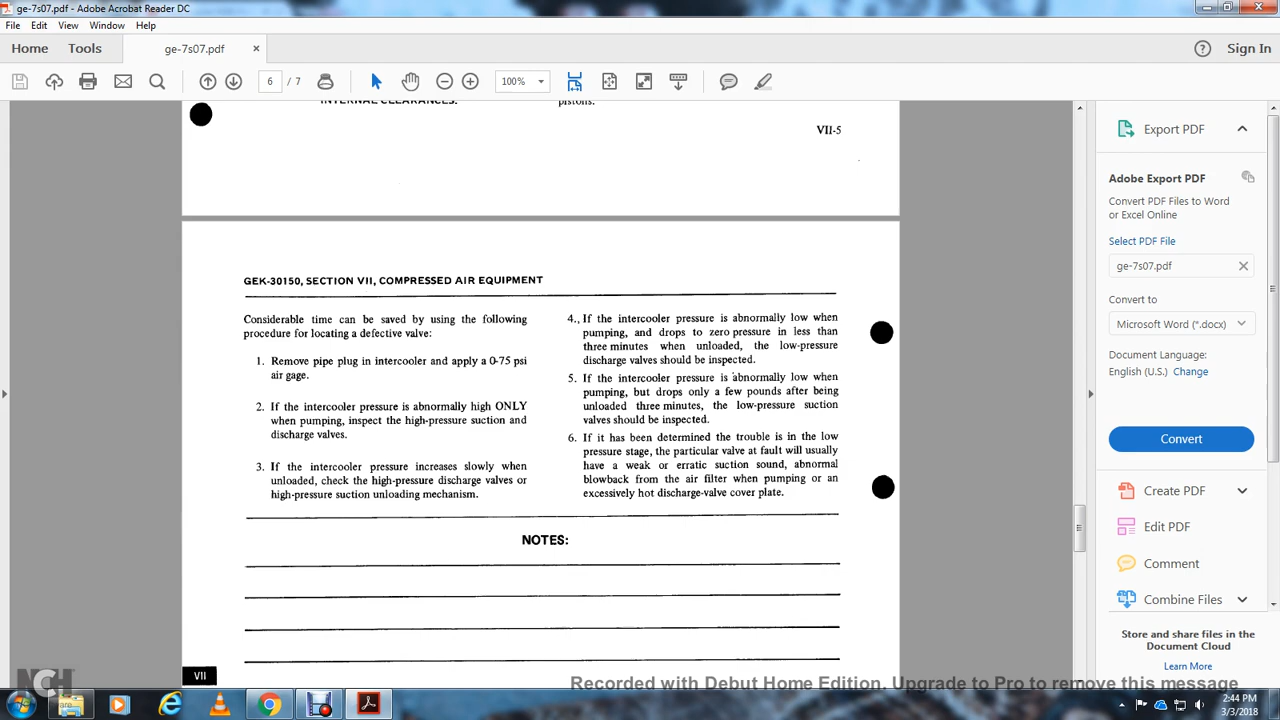 ge-7s07.pdf - Adobe Acrobat Reader DC
File Edit View Window Help
Home Tools ge-7s07.pdf × Sign In
6 / 7 100%
INTERNAL CLEARANCES. pistons.
VII-5
GEK-30150, SECTION VII, COMPRESSED AIR EQUIPMENT
Considerable time can be saved by using the following
procedure for locating a defective valve:
1. Remove pipe plug in intercooler and apply a 0-75 psi
air gage.
2. If the intercooler pressure is abnormally high ONLY
when pumping, inspect the high-pressure suction and
discharge valves.
3. If the intercooler pressure increases slowly when
unloaded, check the high-pressure discharge valves or
high-pressure suction unloading mechanism.
4. If the intercooler pressure is abnormally low when
pumping, and drops to zero pressure in less than
three minutes when unloaded, the low-pressure
discharge valves should be inspected.
5. If the intercooler pressure is abnormally low when
pumping, but drops only a few pounds after being
unloaded three minutes, the low-pressure suction
valves should be inspected.
6. If it has been determined the trouble is in the low
pressure stage, the particular valve at fault will usually
have a weak or erratic suction sound, abnormal
blowback from the air filter when pumping or an
excessively hot discharge-valve cover plate.
NOTES:
VII
Export PDF
Adobe Export PDF
Convert PDF Files to Word
or Excel Online
Select PDF File
ge-7s07.pdf
Convert to
Microsoft Word (*.docx)
Document Language:
English (U.S.) Change
Convert
Create PDF
Edit PDF
Comment
Combine Files
Store and share files in the
Document Cloud
Learn More
NCH
Recorded with Debut Home Edition. Upgrade to Pro to remove this message
2:44 PM
3/3/2018